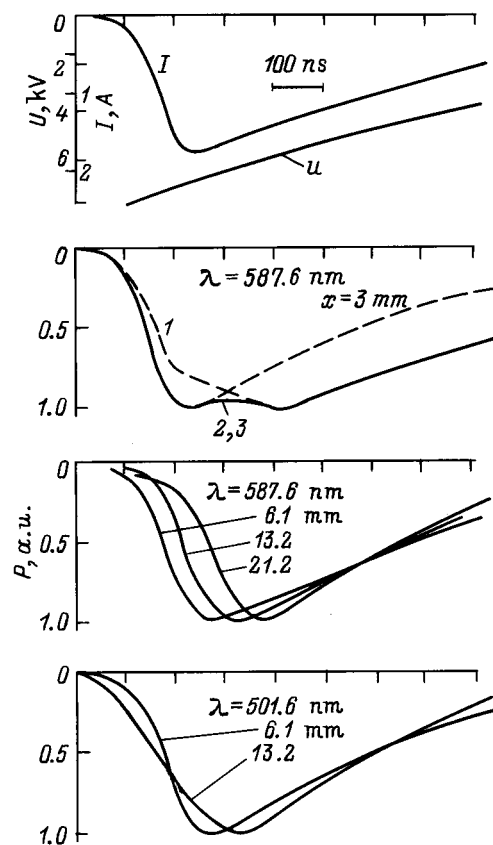 0
2
4
6
U, kV
1
2
I, A
I
100 ns
u
0
0.5
1.0
λ = 587.6 nm
x = 3 mm
1
2,3
0
0.5
1.0
P, a.u.
λ = 587.6 nm
6.1 mm
13.2
21.2
0
0.5
1.0
λ = 501.6 nm
6.1 mm
13.2